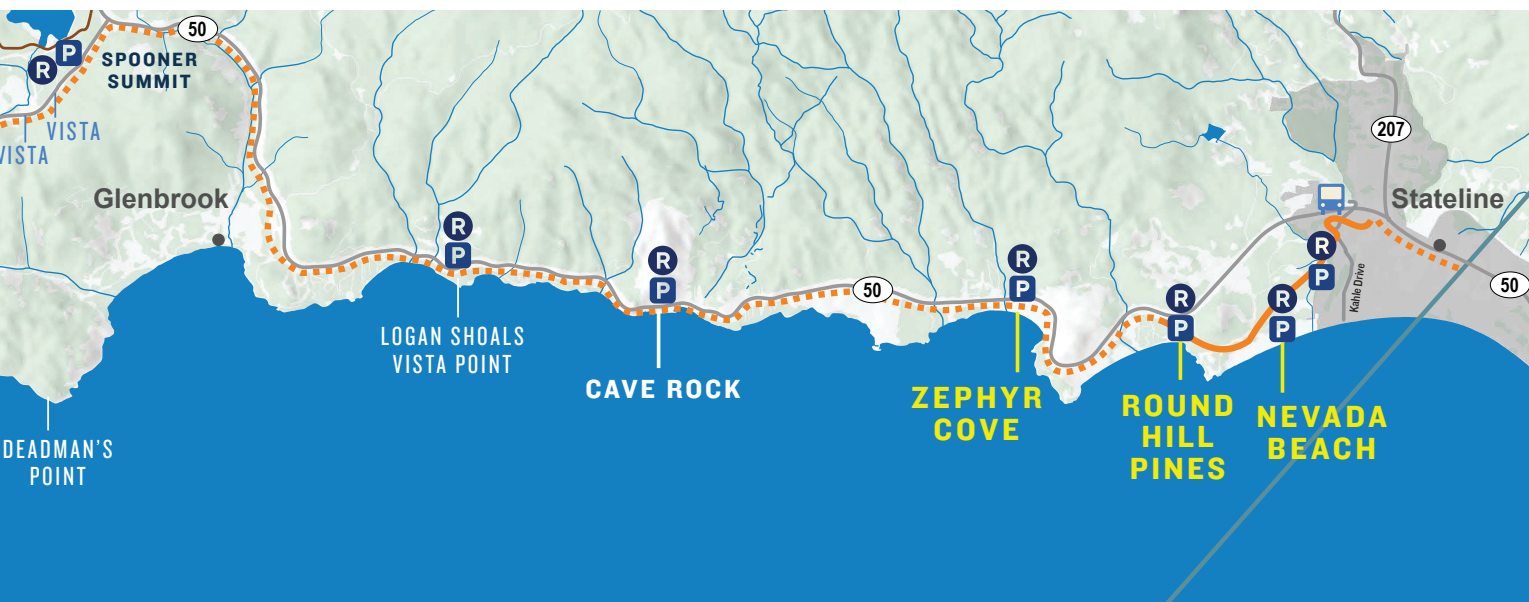 50
P
R
SPOONER
SUMMIT
VISTA
VISTA
Glenbrook
207
Stateline
R
P
LOGAN SHOALS
VISTA POINT
R
P
CAVE ROCK
50
R
P
ZEPHYR
COVE
R
P
ROUND
HILL
PINES
R
P
NEVADA
BEACH
R
P
Kahle Drive
50
DEADMAN'S
POINT